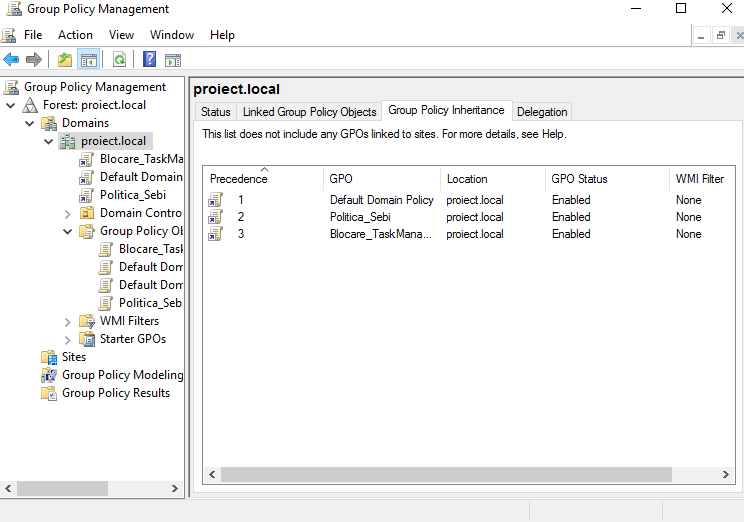 Group Policy Management
File Action View Window Help
Group Policy Management
Forest: proiect.local
Domains
proiect.local
Blocare_TaskMa
Default Domain
Politica_Sebi
Domain Contro
Group Policy Ob
Blocare_Task
Default Dom
Default Dom
Politica_Seb
WMI Filters
Starter GPOs
Sites
Group Policy Modeling
Group Policy Results
proiect.local
Status Linked Group Policy Objects Group Policy Inheritance Delegation
This list does not include any GPOs linked to sites. For more details, see Help.
Precedence GPO Location GPO Status WMI Filter
1 Default Domain Policy proiect.local Enabled None
2 Politica_Sebi proiect.local Enabled None
3 Blocare_TaskMana... proiect.local Enabled None